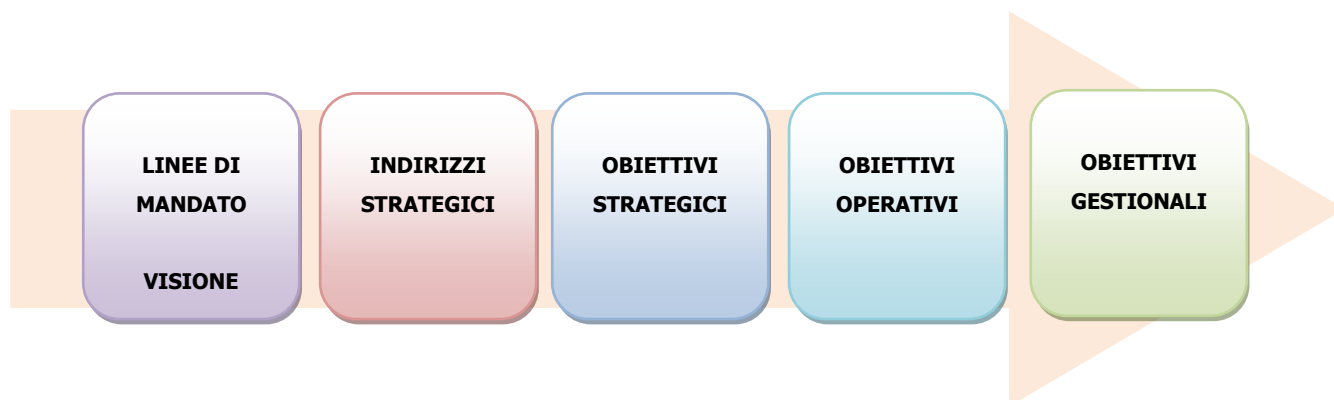 LINEE DI
MANDATO
VISIONE
INDIRIZZI
STRATEGICI
OBIETTIVI
STRATEGICI
OBIETTIVI
OPERATIVI
OBIETTIVI
GESTIONALI